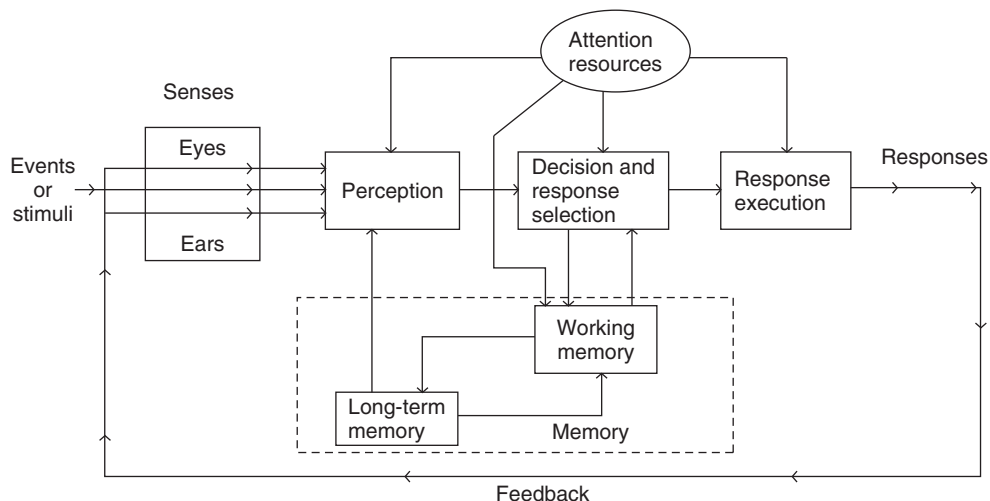 Attention
resources
Senses
Eyes
Events
or
stimuli
Ears
Perception
Decision and
response
selection
Response
execution
Responses
Working
memory
Long-term
memory
Memory
Feedback